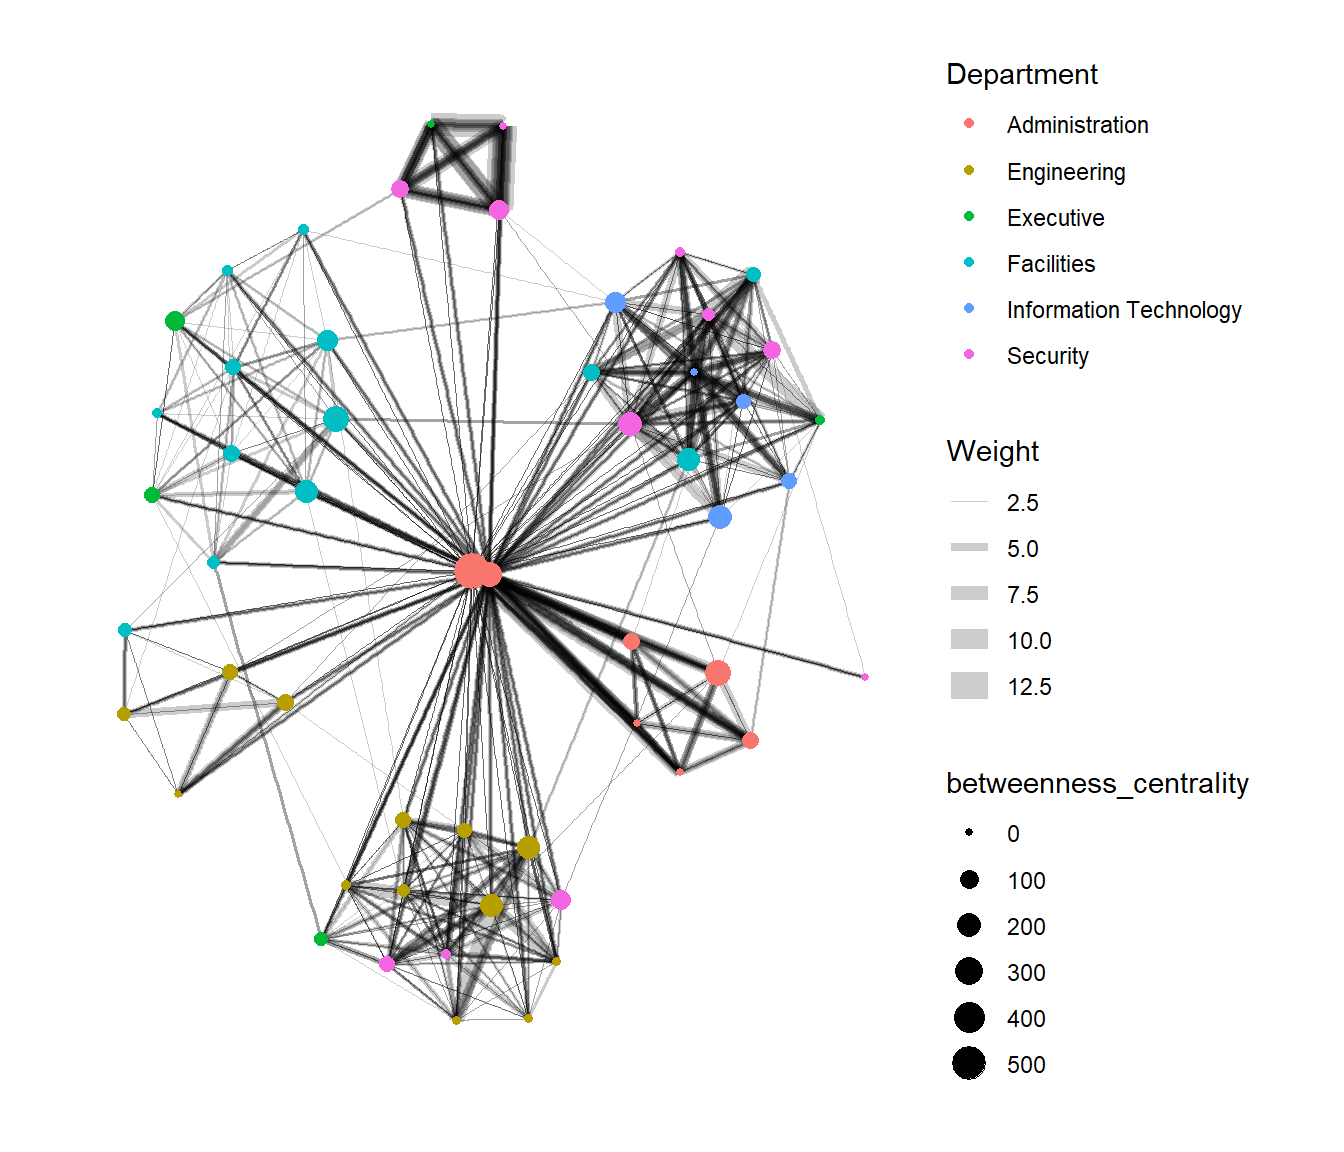 Department
Administration
Engineering
Executive
Facilities
Information Technology
Security
Weight
2.5
5.0
7.5
10.0
12.5
betweenness_centrality
0
100
200
300
400
500